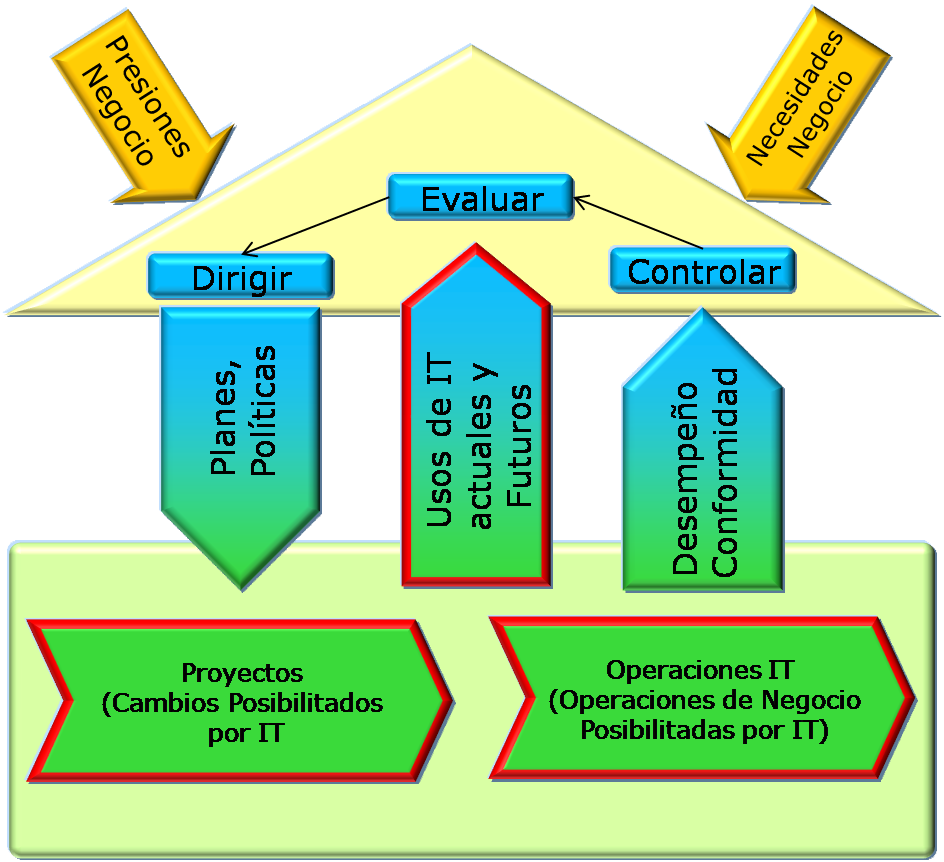 Presiones
Negocio
Necesidades
Negocio
Evaluar
Dirigir
Controlar
Planes,
Políticas
Usos de IT
actuales y
Futuros
Desempeño
Conformidad
Proyectos
(Cambios Posibilitados
por IT
Operaciones IT
(Operaciones de Negocio
Posibilitadas por IT)